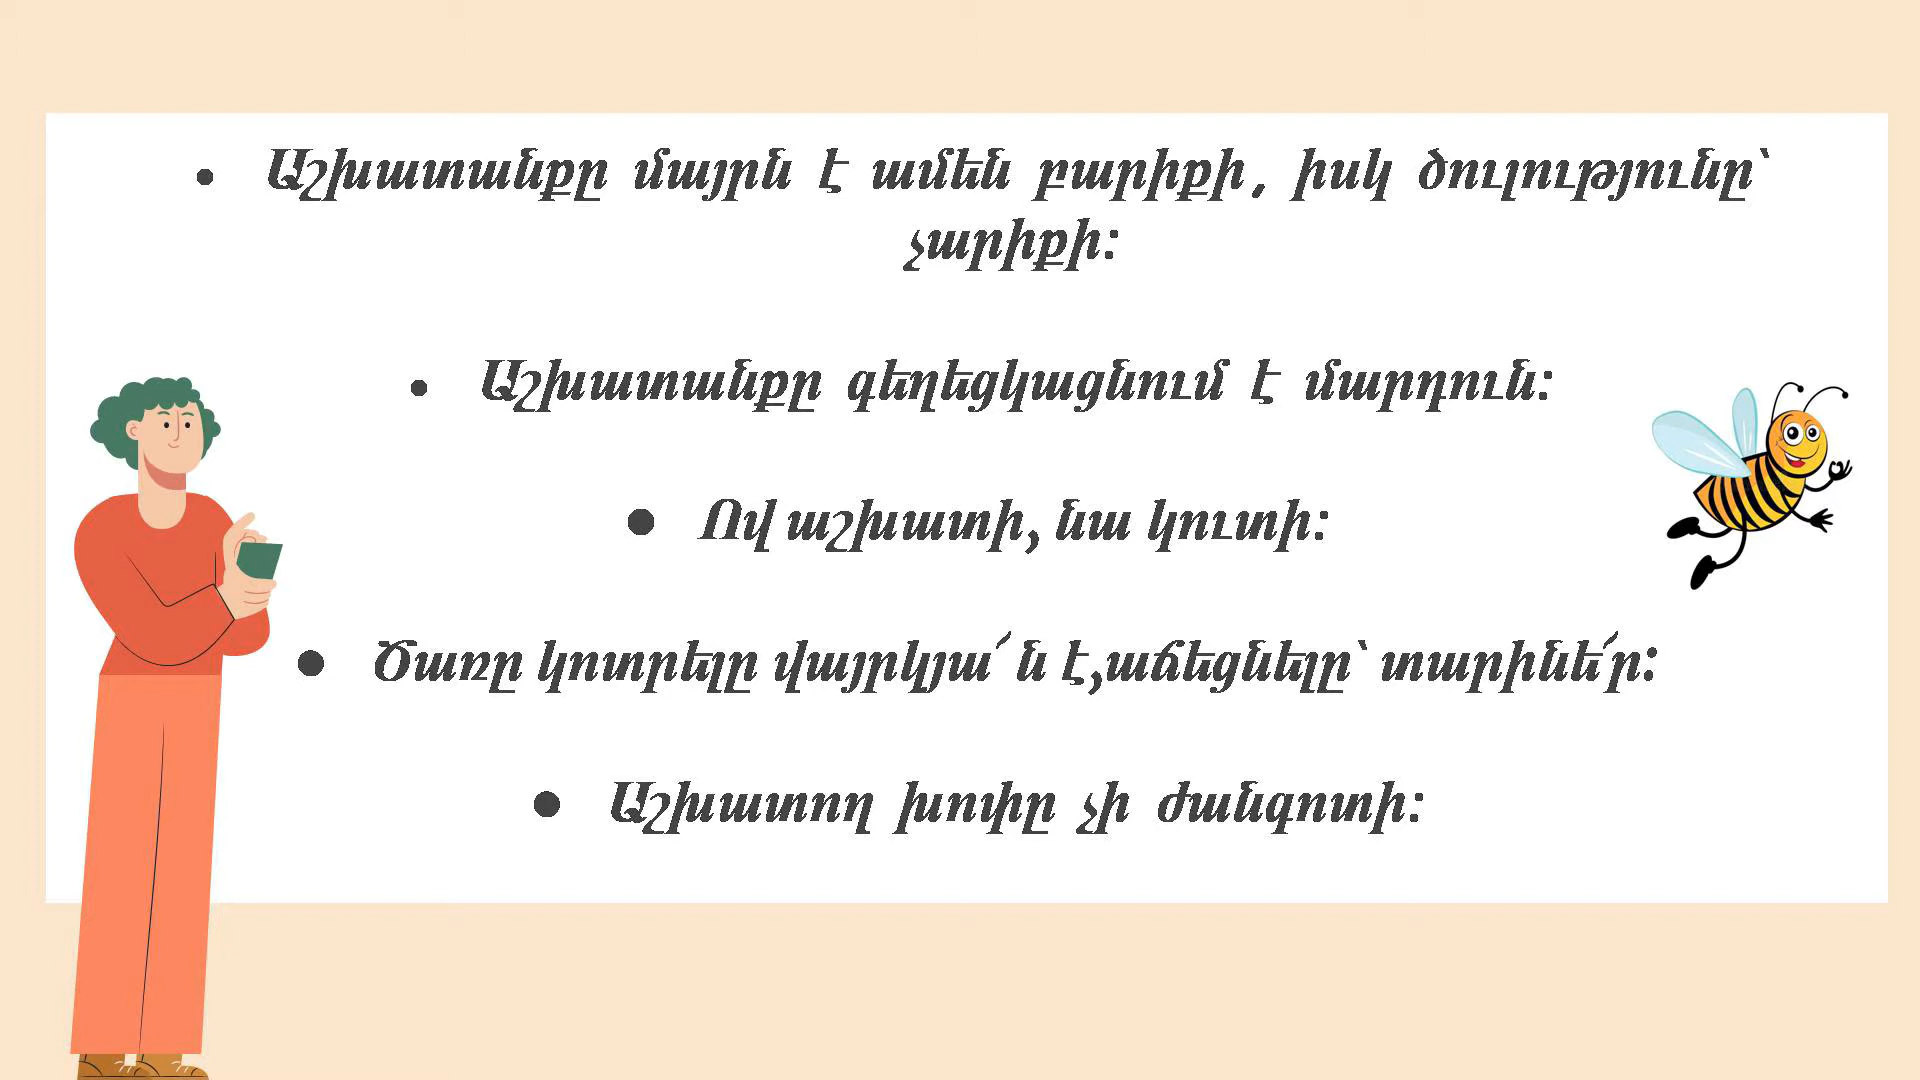 • Աշխատանքը մայրն է ամեն բարիքի, իսկ ծուլությունը՝
չարիքի։
• Աշխատանքը գեղեցկացնում է մարդուն։
● Ով աշխատի, նա կուտի։
● Ծառը կոտրելը վայրկյա՛ն է,աճեցնելը՝ տարինե՛ր։
● Աշխատող խոփը չի ժանգոտի։